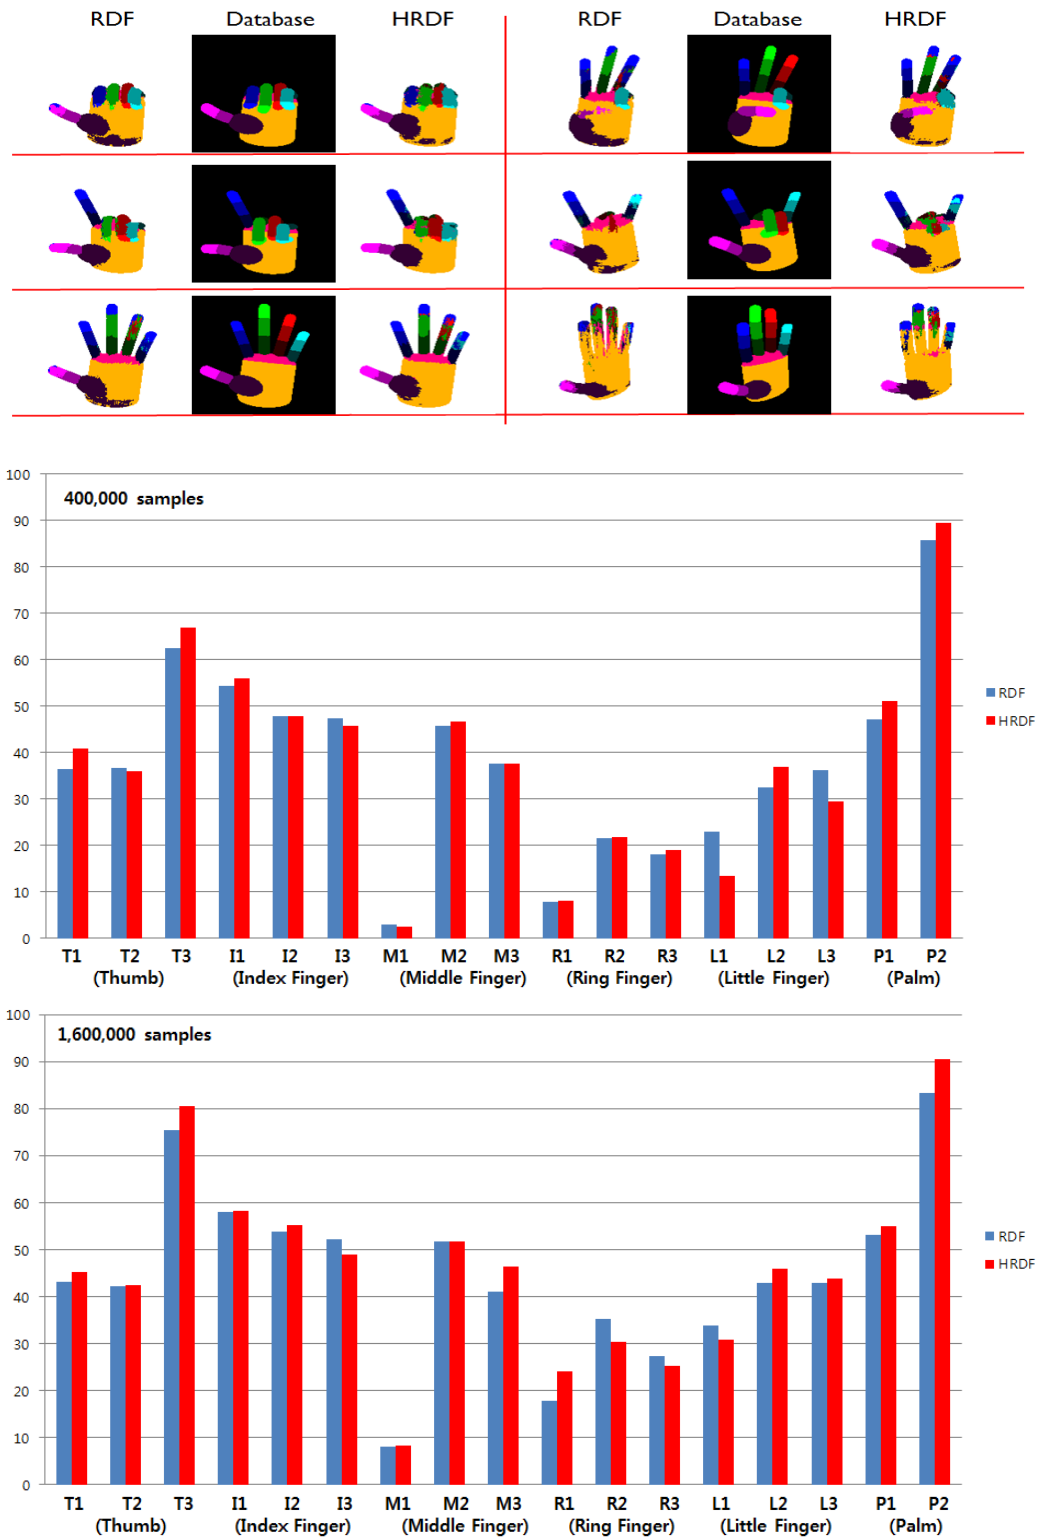 RDF Database HRDF RDF Database HRDF
100
400,000 samples
90
80
70
60
50
40
30
20
10
0
RDF
HRDF
T1 T2 T3 I1 I2 I3 M1 M2 M3 R1 R2 R3 L1 L2 L3 P1 P2
(Thumb) (Index Finger) (Middle Finger) (Ring Finger) (Little Finger) (Palm)
100
1,600,000 samples
90
80
70
60
50
40
30
20
10
0
RDF
HRDF
T1 T2 T3 I1 I2 I3 M1 M2 M3 R1 R2 R3 L1 L2 L3 P1 P2
(Thumb) (Index Finger) (Middle Finger) (Ring Finger) (Little Finger) (Palm)